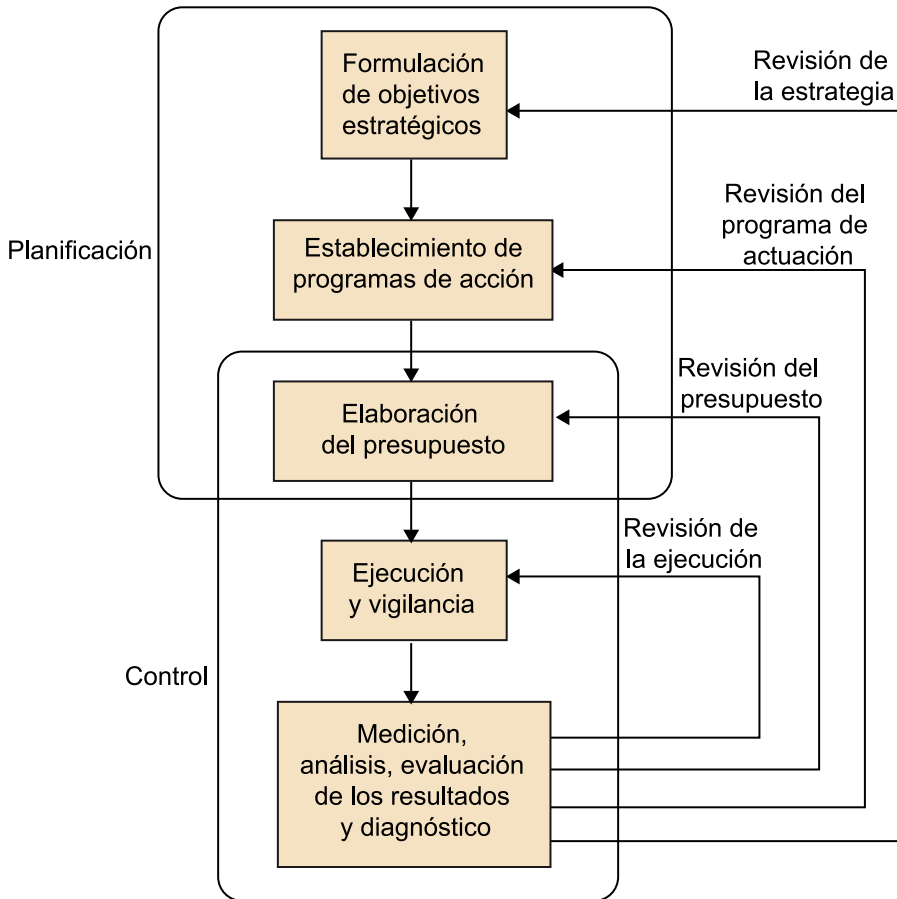 Formulación
de objetivos
estratégicos
Revisión de
la estrategia
Planificación
Establecimiento de
programas de acción
Revisión del
programa de
actuación
Elaboración
del presupuesto
Revisión del
presupuesto
Ejecución
y vigilancia
Revisión de
la ejecución
Control
Medición,
análisis, evaluación
de los resultados
y diagnóstico